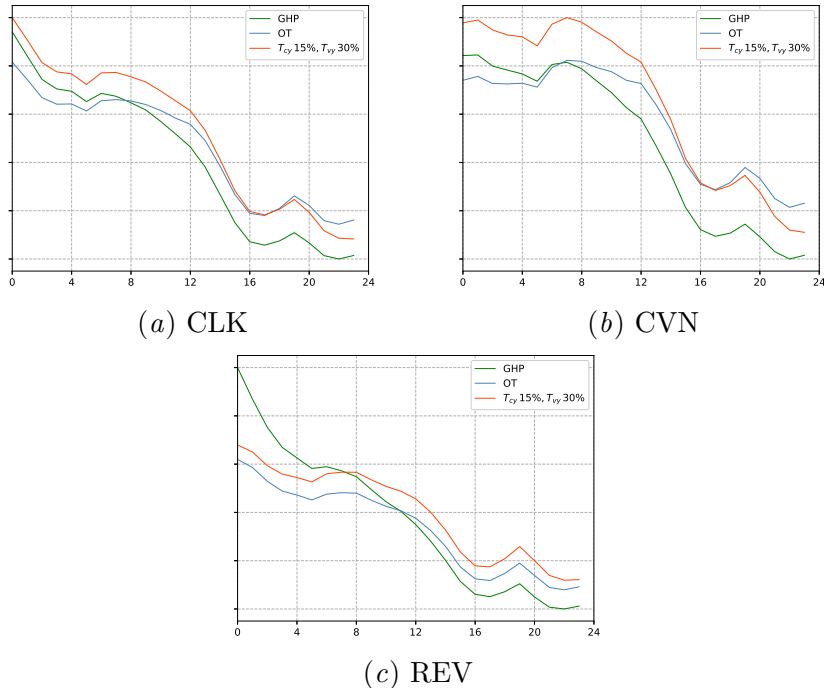 GHP
OT
T_cy 15%, T_vy 30%
0 4 8 12 16 20 24
(a) CLK
GHP
OT
T_cy 15%, T_vy 30%
0 4 8 12 16 20 24
(b) CVN
GHP
OT
T_cy 15%, T_vy 30%
0 4 8 12 16 20 24
(c) REV